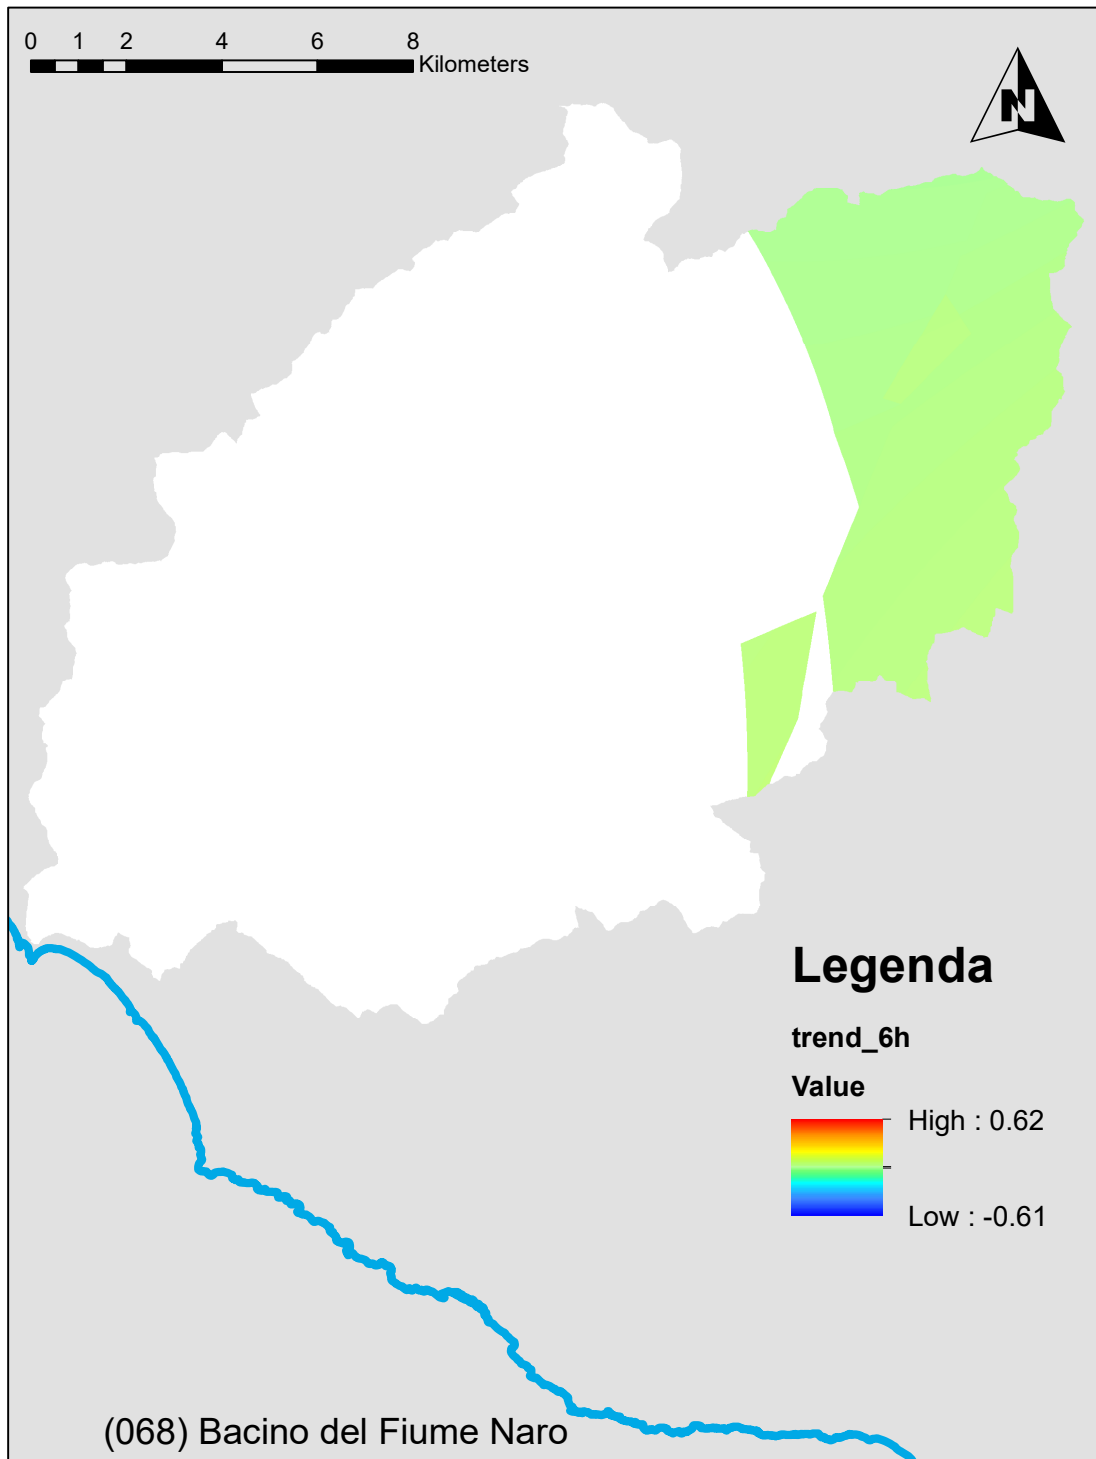 0 1 2 4 6 8
Kilometers
N
Legenda
trend_6h
Value
High : 0.62
Low : -0.61
(068) Bacino del Fiume Naro